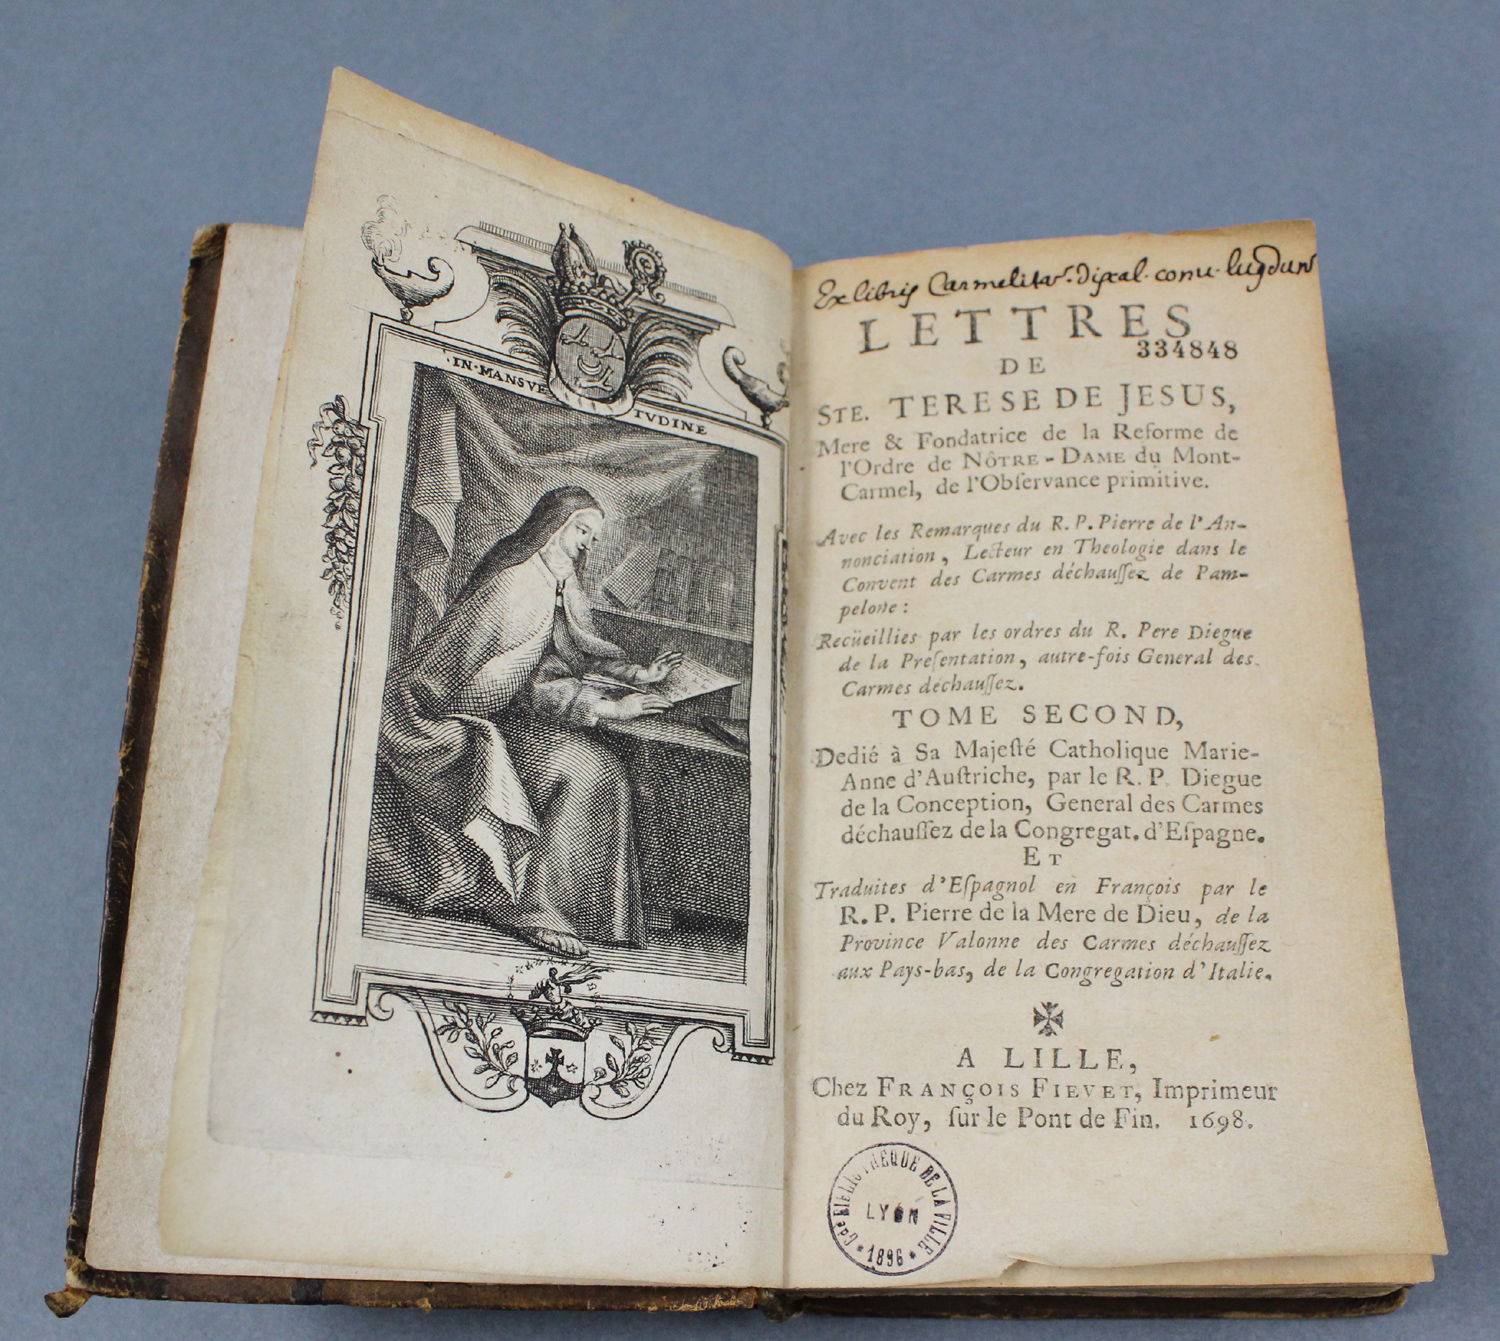 IN·MANSVE
TVDINE
Ex libris Carmelitar. discal. conu. lugdun
LETTRES
334848
DE
STE. TERESE DE JESUS,
Mere & Fondatrice de la Reforme de
l'Ordre de NÔTRE-DAME du Mont-
Carmel, de l'Obſervance primitive.
Avec les Remarques du R. P. Pierre de l'An-
nonciation, Lecteur en Theologie dans le
Convent des Carmes déchauſſez de Pam-
pelone:
Recüeillies par les ordres du R. Pere Diegue
de la Preſentation, autre-fois General des
Carmes déchauſſez.
TOME SECOND,
Dedié à Sa Majeſté Catholique Marie-
Anne d'Auſtriche, par le R. P. Diegue
de la Conception, General des Carmes
déchauſſez de la Congregat. d'Eſpagne.
ET
Traduites d'Eſpagnol en François par le
R. P. Pierre de la Mere de Dieu, de la
Province Valonne des Carmes déchauſſez
aux Pays-bas, de la Congregation d'Italie.
A LILLE,
Chez FRANÇOIS FIEVET, Imprimeur
du Roy, ſur le Pont de Fin. 1698.
Gde BIBLIOTHEQUE DE LA VILLE
LYON
* 1896 *